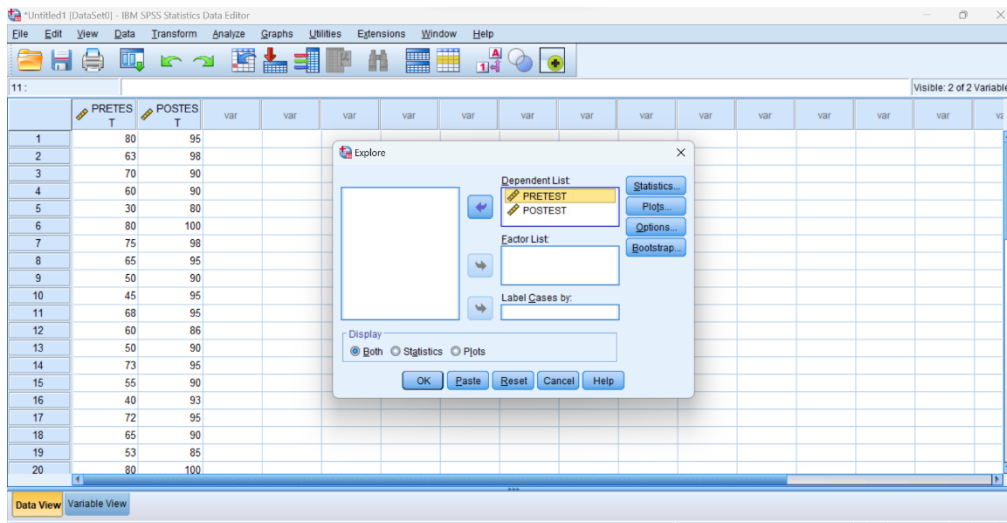 *Untitled1 [DataSet0] - IBM SPSS Statistics Data Editor
File Edit View Data Transform Analyze Graphs Utilities Extensions Window Help
11 :
Visible: 2 of 2 Variable
PRETEST POSTEST var var var var var var var var var var var var var va
1 80 95
2 63 98
3 70 90
4 60 90
5 30 80
6 80 100
7 75 98
8 65 95
9 50 90
10 45 95
11 68 95
12 60 86
13 50 90
14 73 95
15 55 90
16 40 93
17 72 95
18 65 90
19 53 85
20 80 100
Explore
Dependent List:
PRETEST
POSTEST
Factor List:
Label Cases by:
Statistics...
Plots...
Options...
Bootstrap...
Display
Both Statistics Plots
OK Paste Reset Cancel Help
Data View Variable View